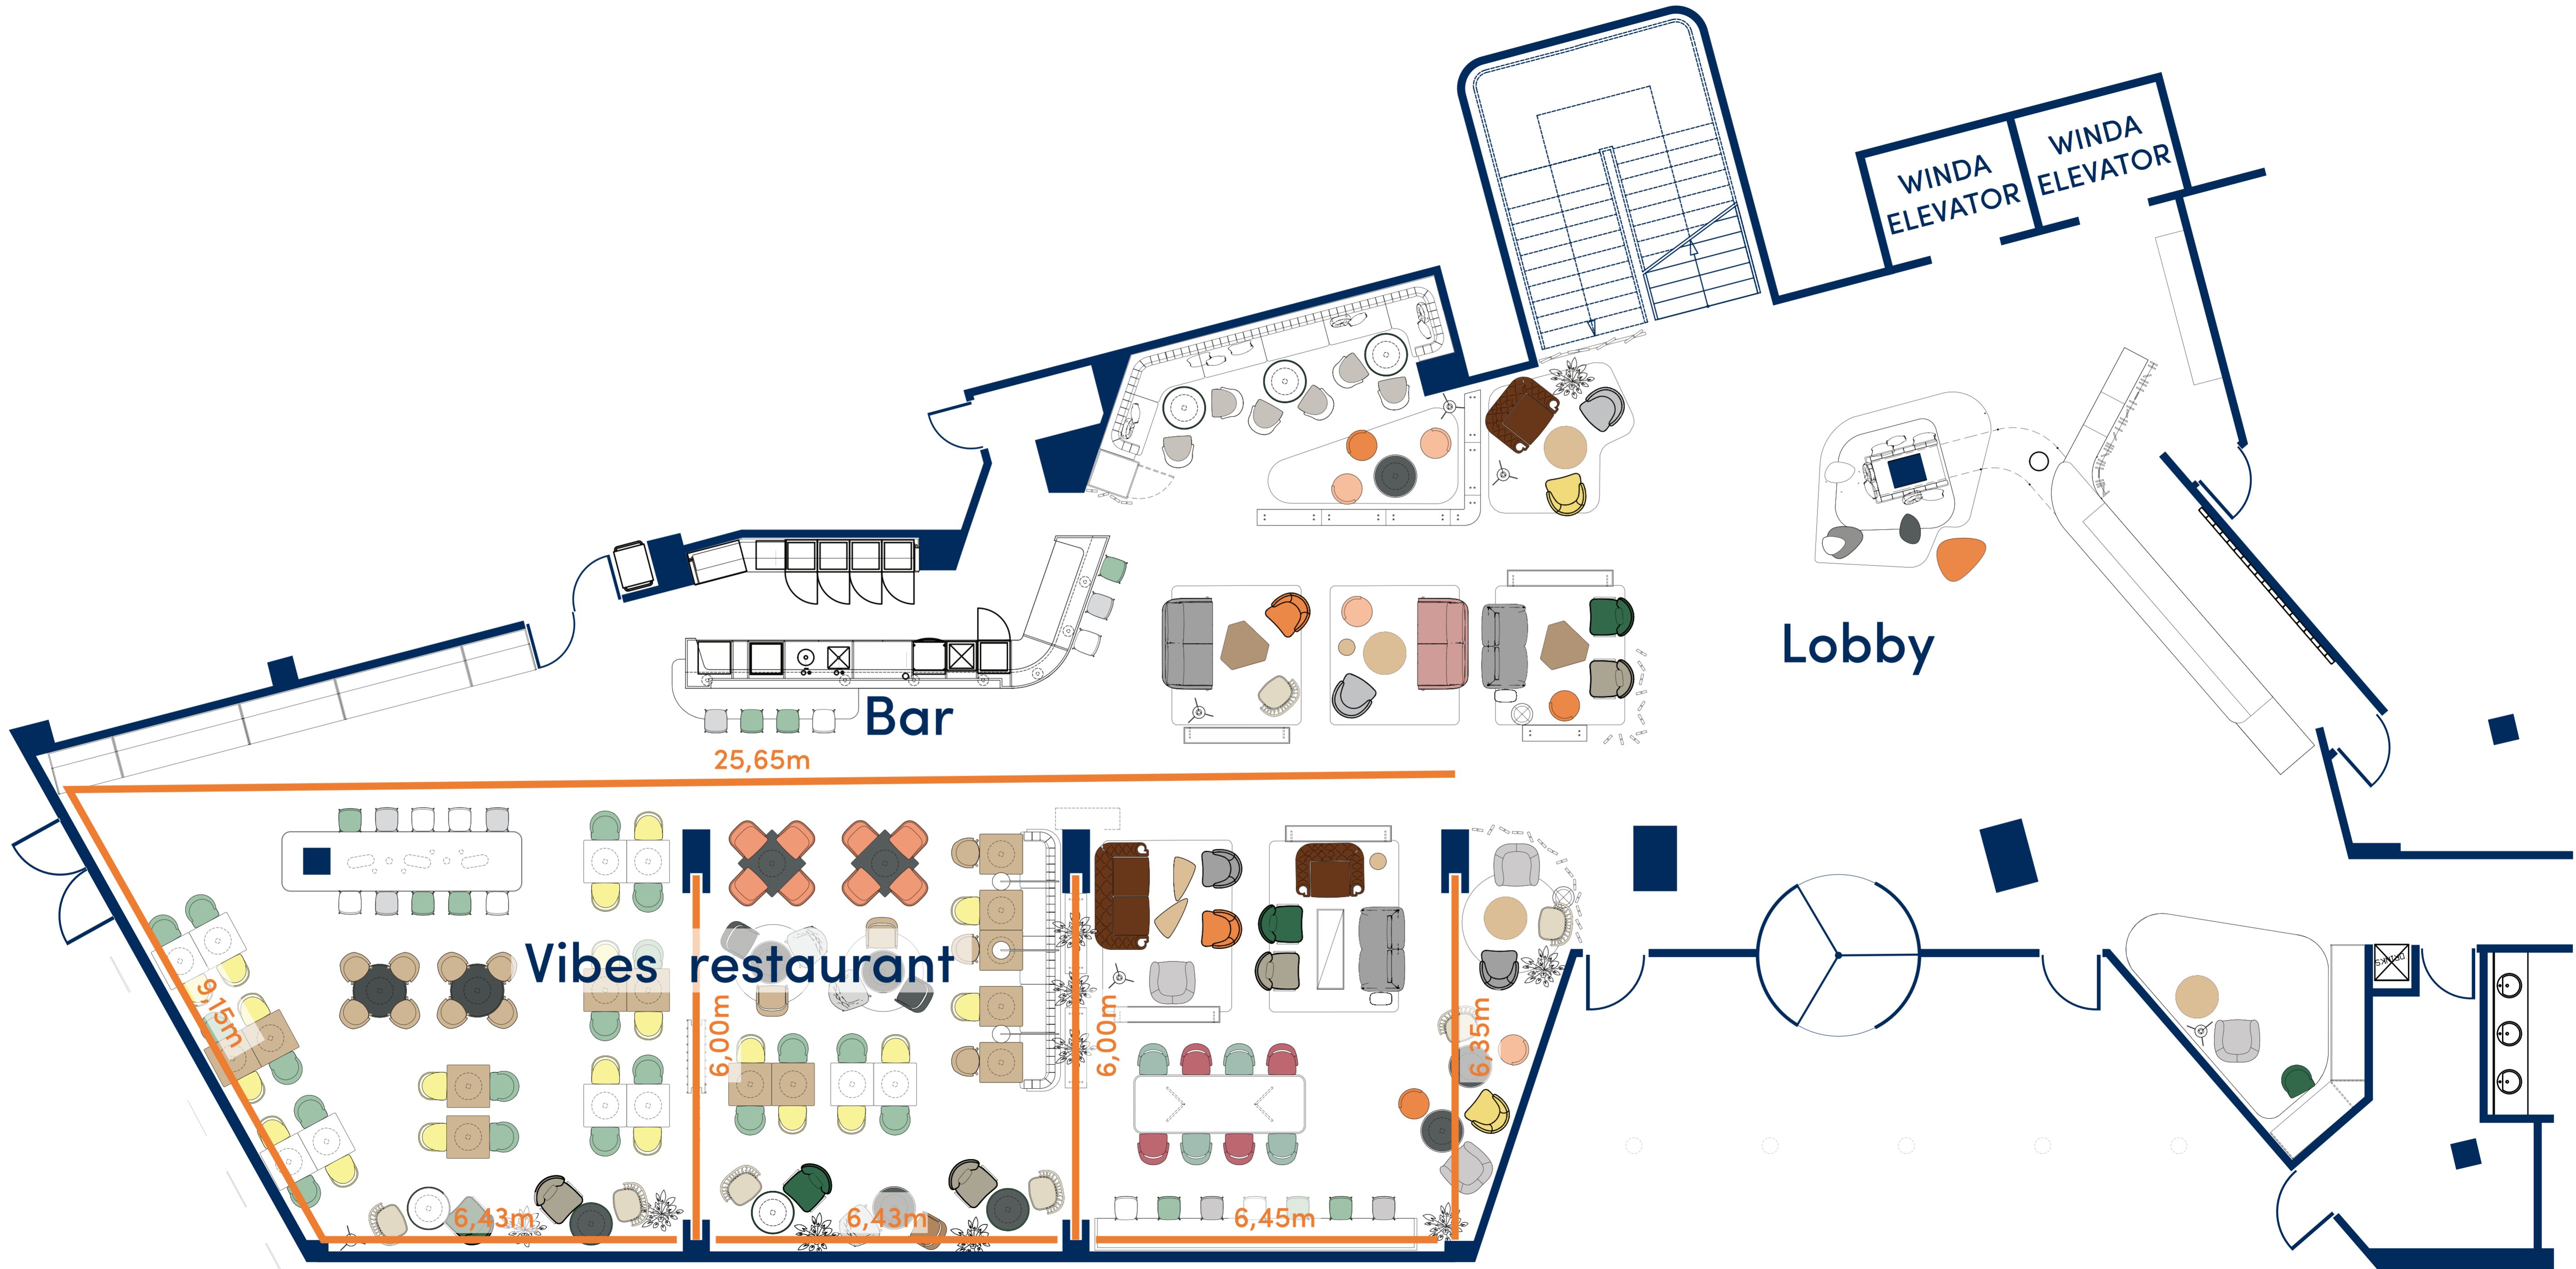 WINDA
ELEVATOR
WINDA
ELEVATOR
Lobby
Bar
25,65m
Vibes restaurant
9,15m
6,00m
6,00m
6,35m
6,43m
6,43m
6,45m
DRINKS